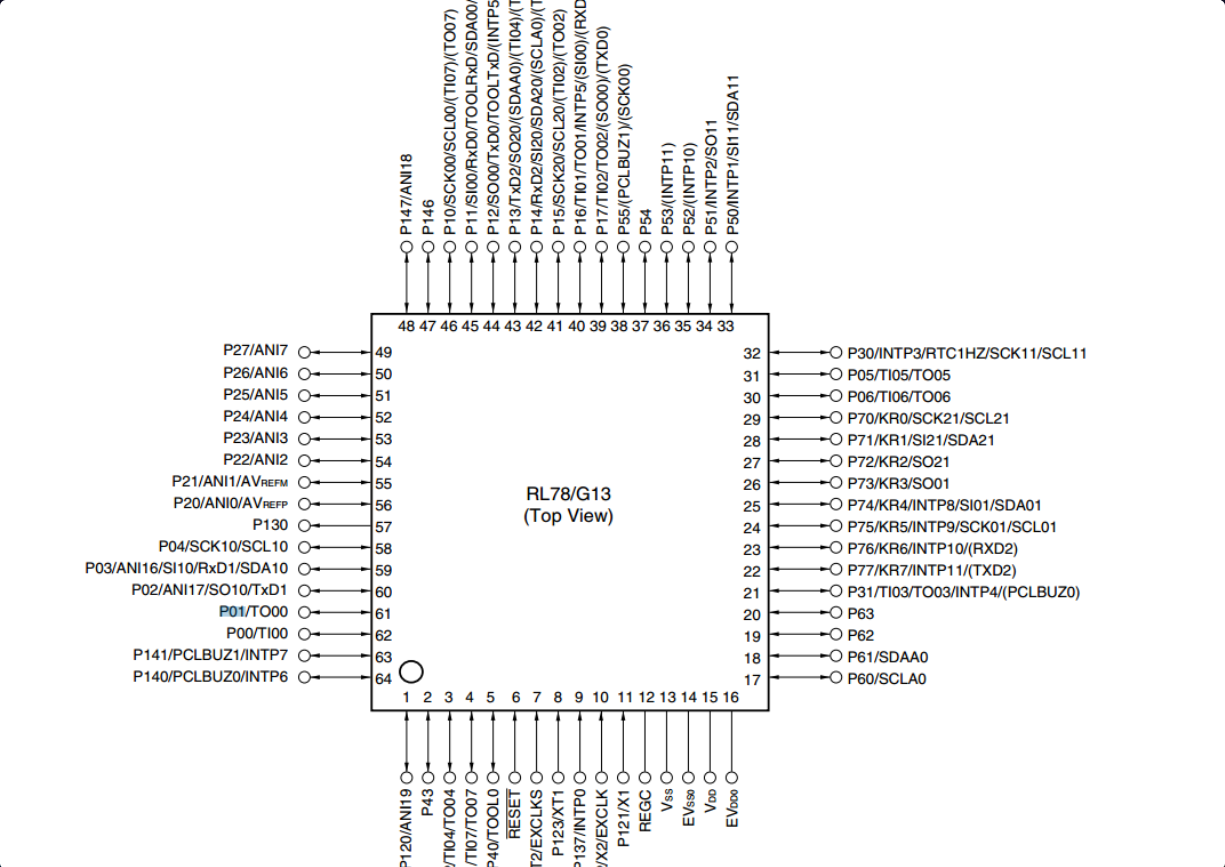 P147/ANI18
P146
P10/SCK00/SCL00/(TI07)/(TO07)
P11/SI00/RxD0/TOOLRxD/SDA00/
P12/SO00/TxD0/TOOLTxD/(INTP5
P13/TxD2/SO20/(SDAA0)/(TI04)/(T
P14/RxD2/SI20/SDA20/(SCLA0)/(T
P15/SCK20/SCL20/(TI02)/(TO02)
P16/TI01/TO01/INTP5/(SI00)/(RXD
P17/TI02/TO02/(SO00)/(TXD0)
P55/(PCLBUZ1)/(SCK00)
P54
P53/(INTP11)
P52/(INTP10)
P51/INTP2/SO11
P50/INTP1/SI11/SDA11
48 47 46 45 44 43 42 41 40 39 38 37 36 35 34 33
P27/ANI7 49
P26/ANI6 50
P25/ANI5 51
P24/ANI4 52
P23/ANI3 53
P22/ANI2 54
P21/ANI1/AVREFM 55
P20/ANI0/AVREFP 56
P130 57
P04/SCK10/SCL10 58
P03/ANI16/SI10/RxD1/SDA10 59
P02/ANI17/SO10/TxD1 60
P01/TO00 61
P00/TI00 62
P141/PCLBUZ1/INTP7 63
P140/PCLBUZ0/INTP6 64
RL78/G13
(Top View)
32 P30/INTP3/RTC1HZ/SCK11/SCL11
31 P05/TI05/TO05
30 P06/TI06/TO06
29 P70/KR0/SCK21/SCL21
28 P71/KR1/SI21/SDA21
27 P72/KR2/SO21
26 P73/KR3/SO01
25 P74/KR4/INTP8/SI01/SDA01
24 P75/KR5/INTP9/SCK01/SCL01
23 P76/KR6/INTP10/(RXD2)
22 P77/KR7/INTP11/(TXD2)
21 P31/TI03/TO03/INTP4/(PCLBUZ0)
20 P63
19 P62
18 P61/SDAA0
17 P60/SCLA0
1 2 3 4 5 6 7 8 9 10 11 12 13 14 15 16
P120/ANI19
P43
/TI04/TO04
/TI07/TO07
P40/TOOL0
RESET
T2/EXCLKS
P123/XT1
P137/INTP0
/X2/EXCLK
P121/X1
REGC
VSS
EVSS0
VDD
EVDD0